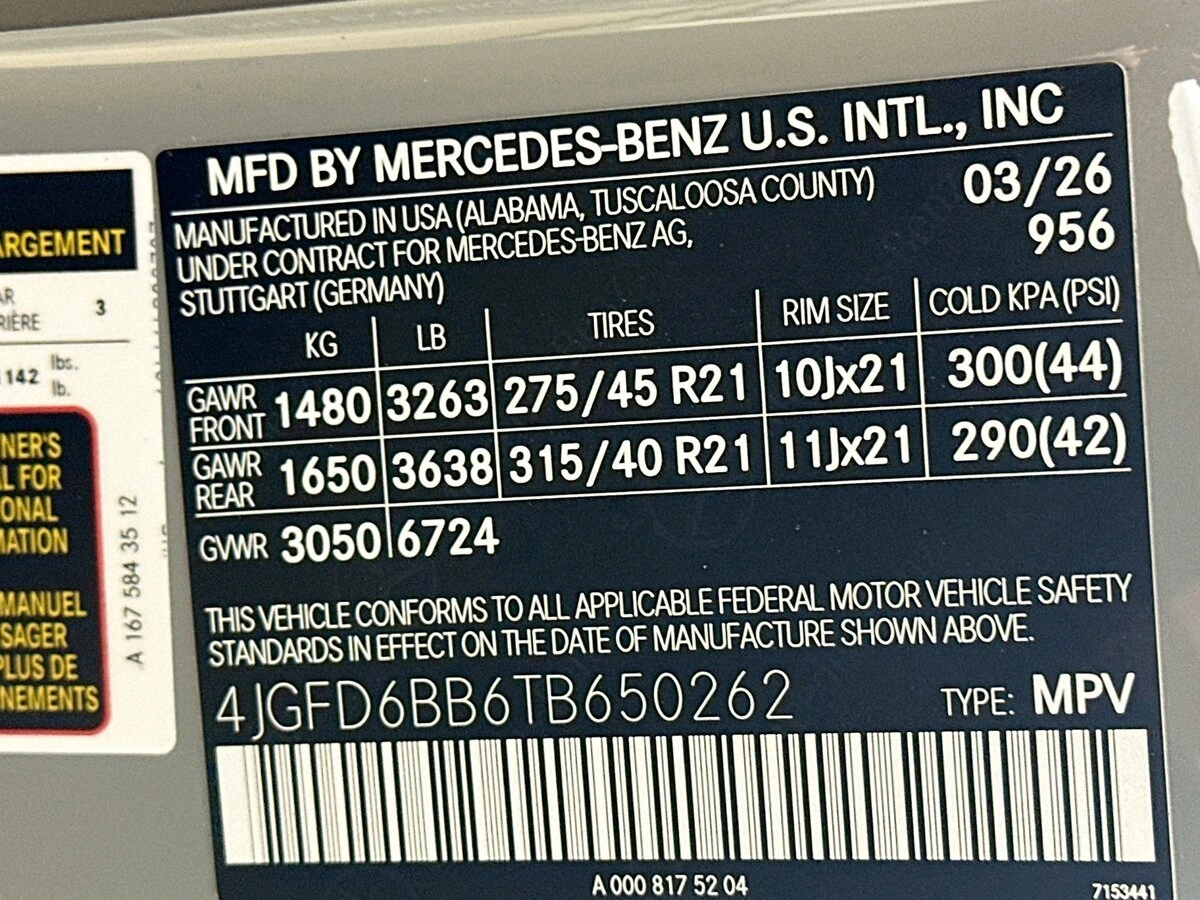 MFD BY MERCEDES-BENZ U.S. INTL., INC
MANUFACTURED IN USA (ALABAMA, TUSCALOOSA COUNTY) 03/26
UNDER CONTRACT FOR MERCEDES-BENZ AG, 956
STUTTGART (GERMANY)
KG LB TIRES RIM SIZE COLD KPA (PSI)
GAWR FRONT 1480 3263 275/45 R21 10Jx21 300(44)
GAWR REAR 1650 3638 315/40 R21 11Jx21 290(42)
GVWR 3050 6724
THIS VEHICLE CONFORMS TO ALL APPLICABLE FEDERAL MOTOR VEHICLE SAFETY
STANDARDS IN EFFECT ON THE DATE OF MANUFACTURE SHOWN ABOVE.
4JGFD6BB6TB650262 TYPE: MPV
A 000 817 52 04 7153441
ARGEMENT
AR
RIÈRE 3
1142 lbs.
lb.
NER'S
L FOR
ONAL
MATION
MANUEL
SAGER
PLUS DE
NEMENTS
A 167 584 35 12